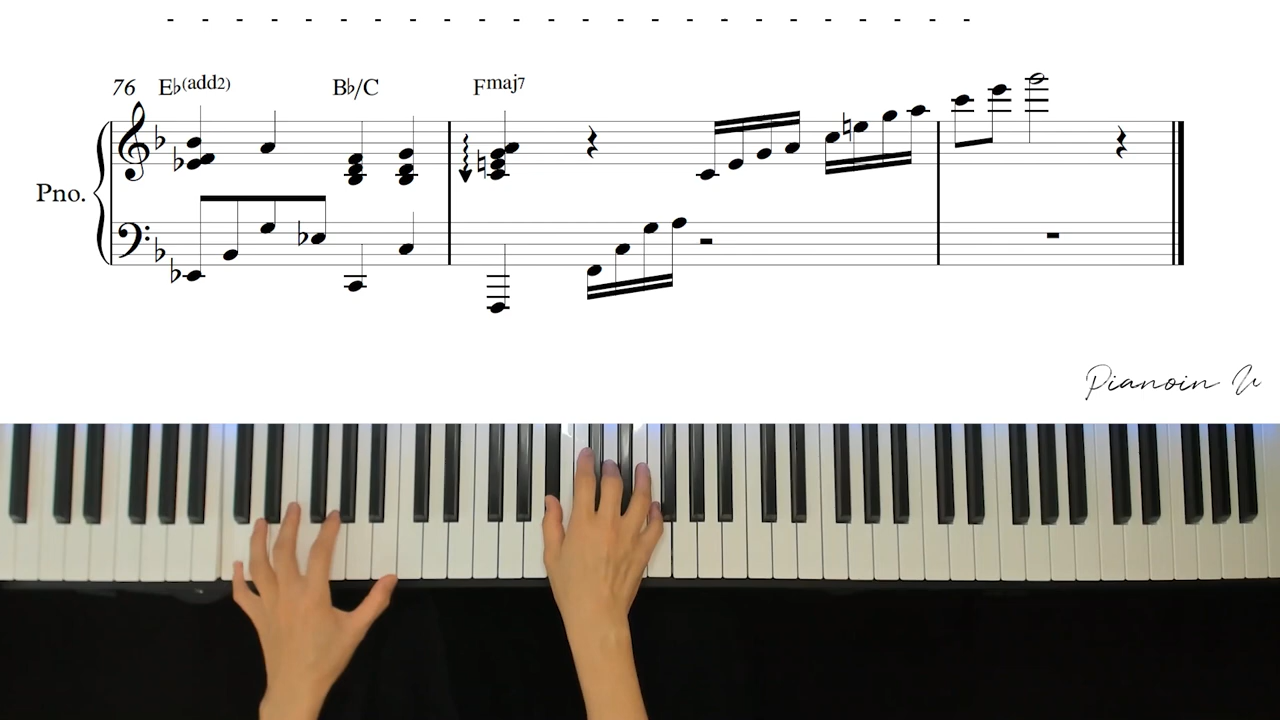 76 E♭(add2) B♭/C Fmaj7
Pno.
Pianoin U